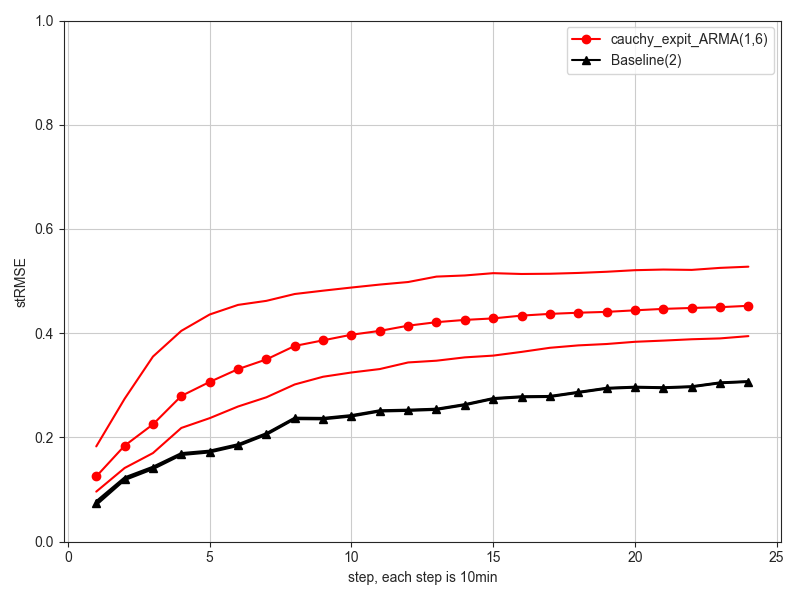 1.0
0.8
0.6
0.4
0.2
0.0
stRMSE
cauchy_expit_ARMA(1,6)
Baseline(2)
0 5 10 15 20 25
step, each step is 10min